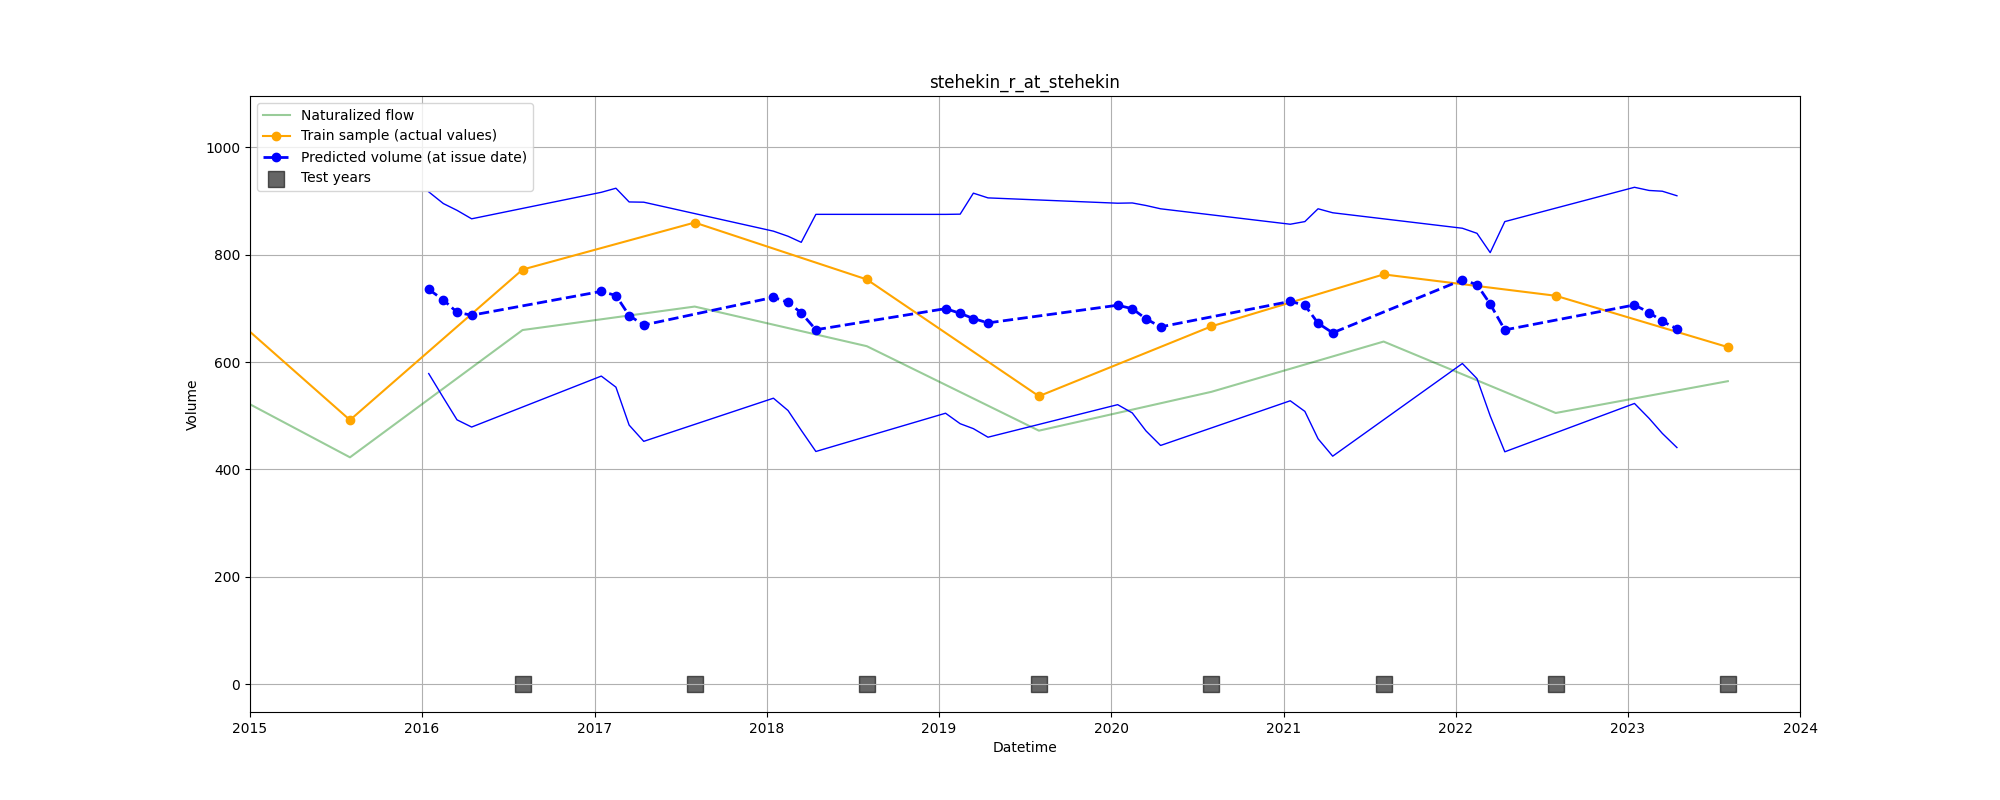 stehekin_r_at_stehekin
Naturalized flow
Train sample (actual values)
Predicted volume (at issue date)
Test years
1000
800
600
400
200
0
Volume
2015 2016 2017 2018 2019 2020 2021 2022 2023 2024
Datetime